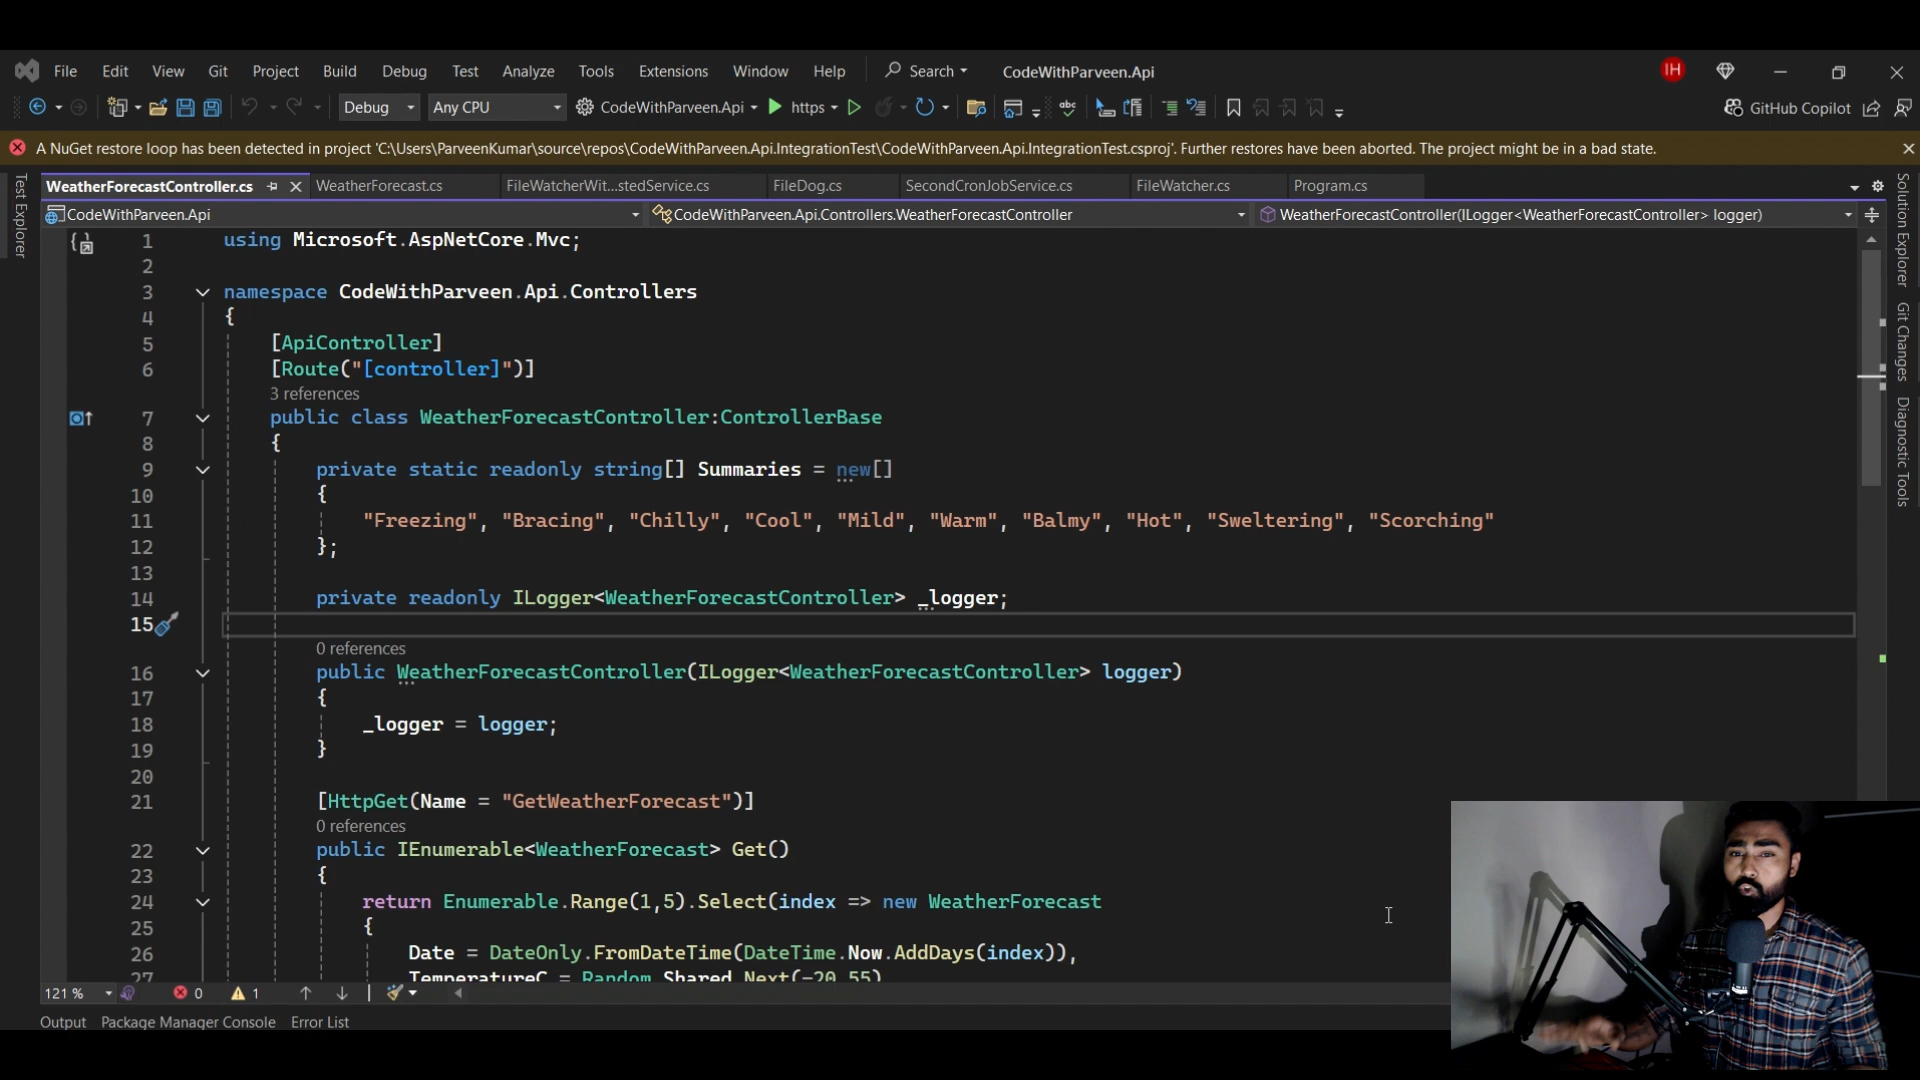 File Edit View Git Project Build Debug Test Analyze Tools Extensions Window Help Search CodeWithParveen.Api IH
Debug Any CPU CodeWithParveen.Api https abc GitHub Copilot
A NuGet restore loop has been detected in project 'C:\Users\ParveenKumar\source\repos\CodeWithParveen.Api.IntegrationTest\CodeWithParveen.Api.IntegrationTest.csproj'. Further restores have been aborted. The project might be in a bad state.
Test Explorer
WeatherForecastController.cs WeatherForecast.cs FileWatcherWit...stedService.cs FileDog.cs SecondCronJobService.cs FileWatcher.cs Program.cs
CodeWithParveen.Api CodeWithParveen.Api.Controllers.WeatherForecastController WeatherForecastController(ILogger<WeatherForecastController> logger)
Solution Explorer
Git Changes
Diagnostic Tools
1 using Microsoft.AspNetCore.Mvc;
2
3 namespace CodeWithParveen.Api.Controllers
4 {
5 [ApiController]
6 [Route("[controller]")]
3 references
7 public class WeatherForecastController:ControllerBase
8 {
9 private static readonly string[] Summaries = new[]
10 {
11 "Freezing", "Bracing", "Chilly", "Cool", "Mild", "Warm", "Balmy", "Hot", "Sweltering", "Scorching"
12 };
13
14 private readonly ILogger<WeatherForecastController> _logger;
15
0 references
16 public WeatherForecastController(ILogger<WeatherForecastController> logger)
17 {
18 _logger = logger;
19 }
20
21 [HttpGet(Name = "GetWeatherForecast")]
0 references
22 public IEnumerable<WeatherForecast> Get()
23 {
24 return Enumerable.Range(1,5).Select(index => new WeatherForecast
25 {
26 Date = DateOnly.FromDateTime(DateTime.Now.AddDays(index)),
27 TemperatureC = Random.Shared.Next(-20,55),
121 % 0 1
Output Package Manager Console Error List